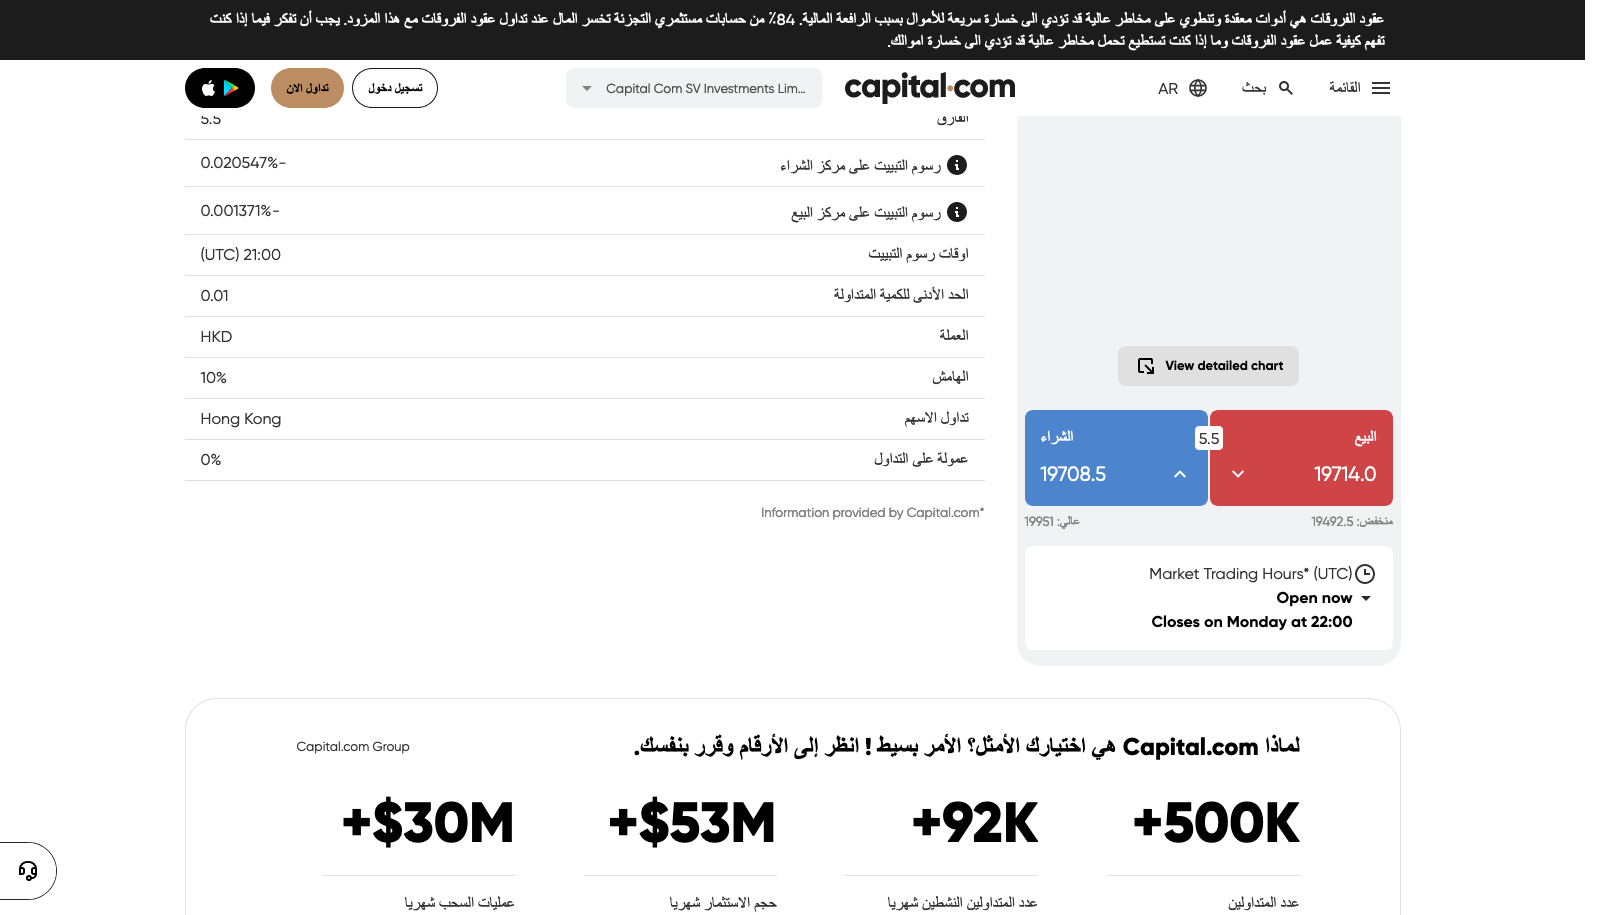 عقود الفروقات هي أدوات معقدة وتنطوي على مخاطر عالية قد تؤدي الى خسارة سريعة للأموال بسبب الرافعة المالية. 84٪ من حسابات مستثمري التجزئة تخسر المال عند تداول عقود الفروقات مع هذا المزود. يجب أن تفكر فيما إذا كنت
تفهم كيفية عمل عقود الفروقات وما إذا كنت تستطيع تحمل مخاطر عالية قد تؤدي الى خسارة اموالك.
القائمة
بحث
AR
capital.com
Capital Com SV Investments Lim...
تسجيل دخول
تداول الان
الفارق 5.5
رسوم التبييت على مركز الشراء -0.020547%
رسوم التبييت على مركز البيع -0.001371%
اوقات رسوم التبييت 21:00 (UTC)
الحد الأدنى للكمية المتداولة 0.01
العملة HKD
الهامش 10%
تداول الاسهم Hong Kong
عمولة على التداول 0%
Information provided by Capital.com*
View detailed chart
البيع
19714.0
5.5
الشراء
19708.5
منخفض: 19492.5
عالي: 19951
Market Trading Hours* (UTC)
Open now
Closes on Monday at 22:00
لماذا Capital.com هي اختيارك الأمثل؟ الأمر بسيط ! انظر إلى الأرقام وقرر بنفسك.
Capital.com Group
+500K
عدد المتداولين
+92K
عدد المتداولين النشطين شهريا
+$53M
حجم الاستثمار شهريا
+$30M
عمليات السحب شهريا